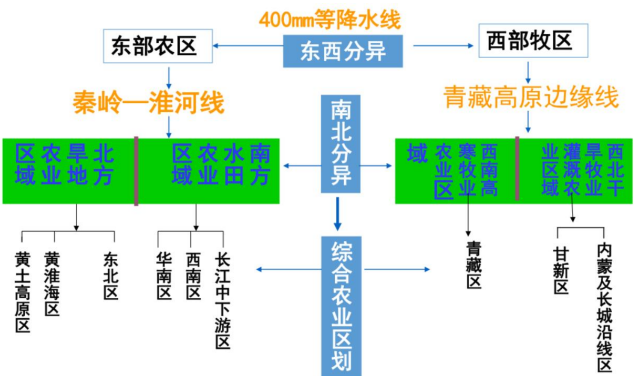 400mm等降水线
东部农区
东西分异
西部牧区
秦岭一淮河线
青藏高原边缘线
南北分异
北方
旱地
农业
区域
南方
水田
农业
区域
西南高
寒牧业
农业区
域
西北干
旱牧业
灌溉农
业区域
综合农业区划
黄土高原区
黄淮海区
东北区
华南区
西南区
长江中下游区
青藏区
甘新区
内蒙及长城沿线区